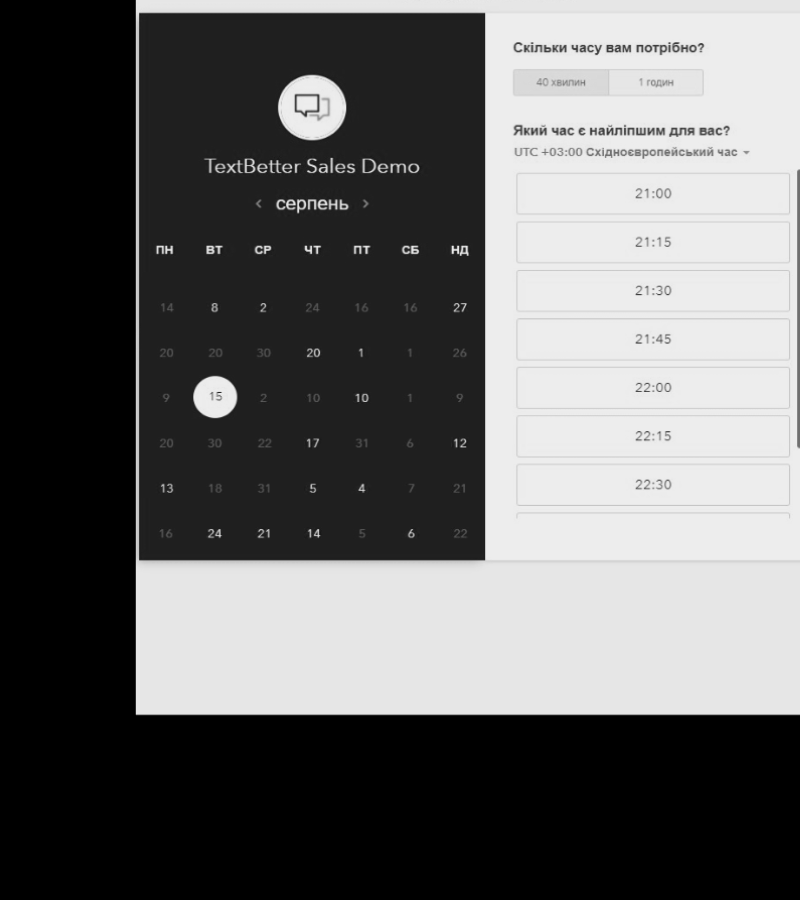 TextBetter Sales Demo
‹ серпень ›
ПН ВТ СР ЧТ ПТ СБ НД
14 8 2 24 16 16 27
20 20 30 20 1 1 26
9 15 2 10 10 1 9
20 30 22 17 31 6 12
13 18 31 5 4 7 21
16 24 21 14 5 6 22
Скільки часу вам потрібно?
40 хвилин 1 годин
Який час є найліпшим для вас?
UTC +03:00 Східноєвропейський час
21:00
21:15
21:30
21:45
22:00
22:15
22:30